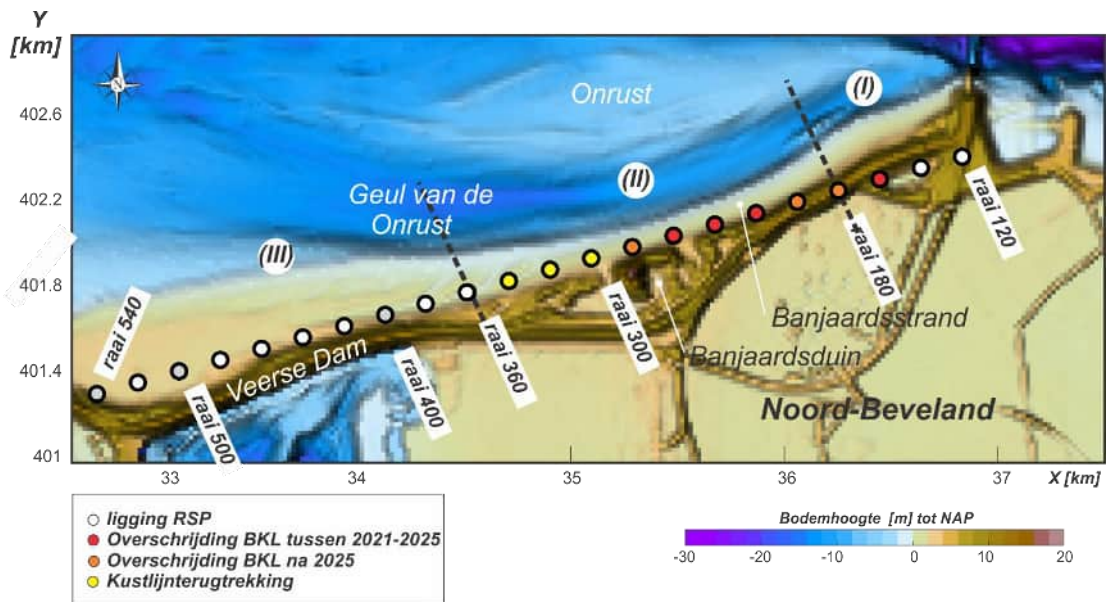 Y
[km]
402.6
402.2
401.8
401.4
401
N
Onrust
(I)
(II)
Geul van de
Onrust
(III)
raai 120
raai 180
raai 540
raai 300
raai 360
raai 400
raai 500
Veerse Dam
Banjaardsstrand
Banjaardsduin
Noord-Beveland
33
34
35
36
37
X [km]
ligging RSP
Overschrijding BKL tussen 2021-2025
Overschrijding BKL na 2025
Kustlijnterugtrekking
Bodemhoogte [m] tot NAP
-30
-20
-10
0
10
20